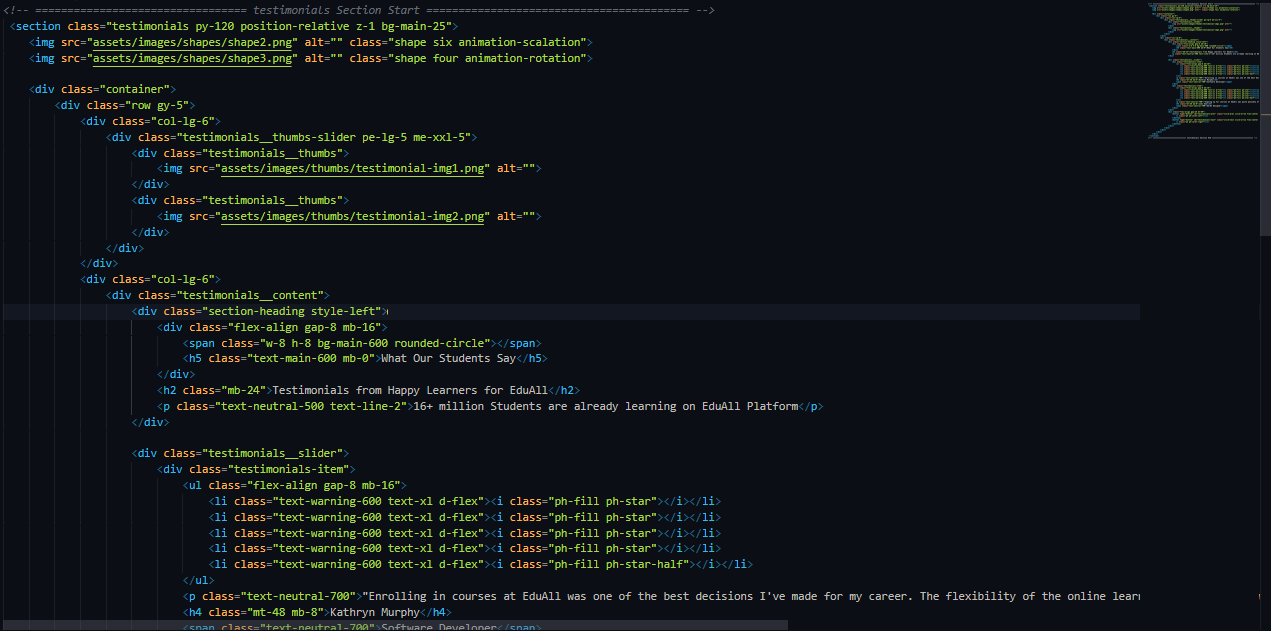 <!-- ================================= testimonials Section Start ========================================= -->
<section class="testimonials py-120 position-relative z-1 bg-main-25">
<img src="assets/images/shapes/shape2.png" alt="" class="shape six animation-scalation">
<img src="assets/images/shapes/shape3.png" alt="" class="shape four animation-rotation">
<div class="container">
<div class="row gy-5">
<div class="col-lg-6">
<div class="testimonials__thumbs-slider pe-lg-5 me-xxl-5">
<div class="testimonials__thumbs">
<img src="assets/images/thumbs/testimonial-img1.png" alt="">
</div>
<div class="testimonials__thumbs">
<img src="assets/images/thumbs/testimonial-img2.png" alt="">
</div>
</div>
</div>
<div class="col-lg-6">
<div class="testimonials__content">
<div class="section-heading style-left">
<div class="flex-align gap-8 mb-16">
<span class="w-8 h-8 bg-main-600 rounded-circle"></span>
<h5 class="text-main-600 mb-0">What Our Students Say</h5>
</div>
<h2 class="mb-24">Testimonials from Happy Learners for EduAll</h2>
<p class="text-neutral-500 text-line-2">16+ million Students are already learning on EduAll Platform</p>
</div>
<div class="testimonials__slider">
<div class="testimonials-item">
<ul class="flex-align gap-8 mb-16">
<li class="text-warning-600 text-xl d-flex"><i class="ph-fill ph-star"></i></li>
<li class="text-warning-600 text-xl d-flex"><i class="ph-fill ph-star"></i></li>
<li class="text-warning-600 text-xl d-flex"><i class="ph-fill ph-star"></i></li>
<li class="text-warning-600 text-xl d-flex"><i class="ph-fill ph-star"></i></li>
<li class="text-warning-600 text-xl d-flex"><i class="ph-fill ph-star-half"></i></li>
</ul>
<p class="text-neutral-700">"Enrolling in courses at EduAll was one of the best decisions I've made for my career. The flexibility of the online lear
<h4 class="mt-48 mb-8">Kathryn Murphy</h4>
<span class="text-neutral-700">Software Developer</span>